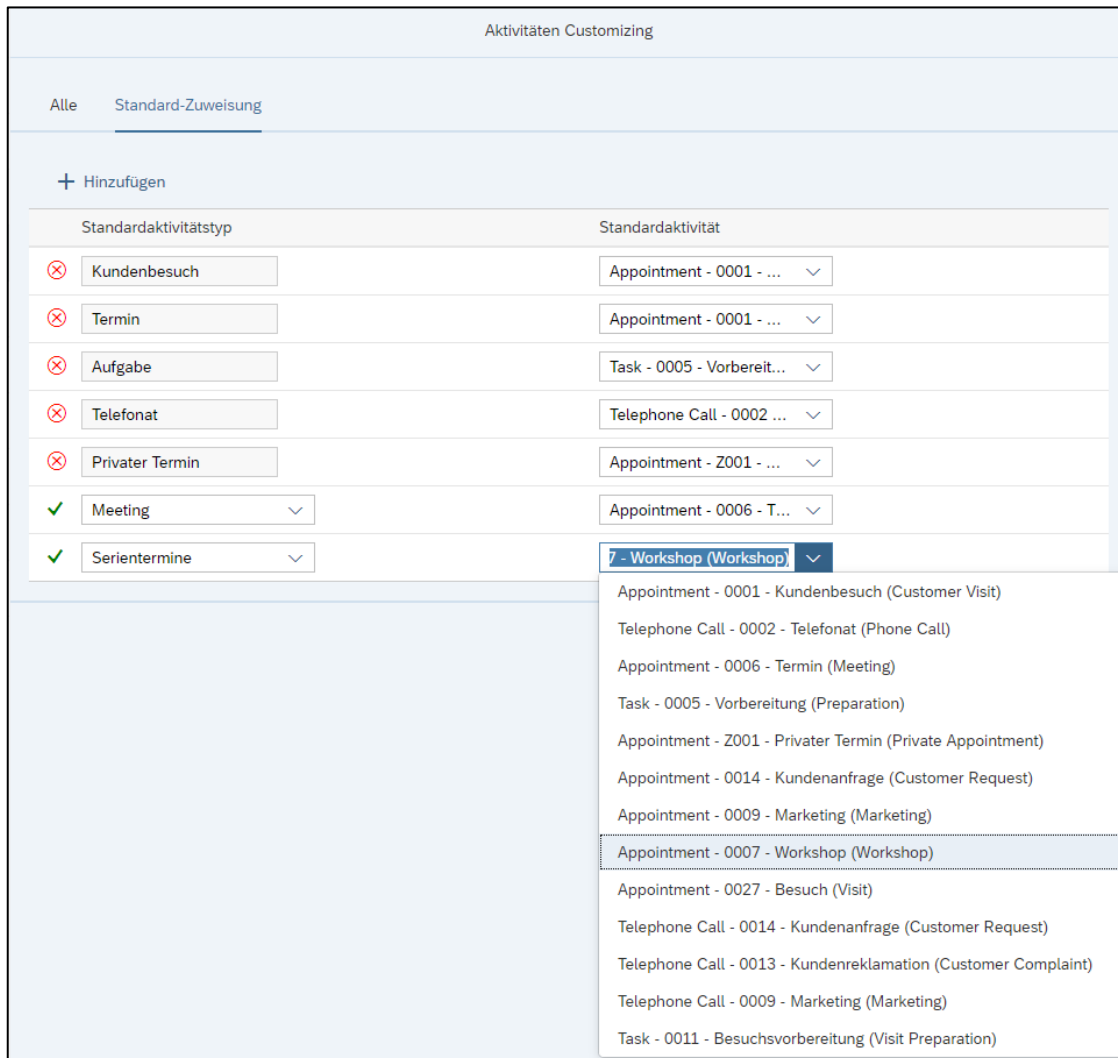 Aktivitäten Customizing
Alle Standard-Zuweisung
+ Hinzufügen
Standardaktivitätstyp Standardaktivität
Kundenbesuch Appointment - 0001 - ...
Termin Appointment - 0001 - ...
Aufgabe Task - 0005 - Vorbereit...
Telefonat Telephone Call - 0002 ...
Privater Termin Appointment - Z001 - ...
Meeting Appointment - 0006 - T...
Serientermine 7 - Workshop (Workshop)
Appointment - 0001 - Kundenbesuch (Customer Visit)
Telephone Call - 0002 - Telefonat (Phone Call)
Appointment - 0006 - Termin (Meeting)
Task - 0005 - Vorbereitung (Preparation)
Appointment - Z001 - Privater Termin (Private Appointment)
Appointment - 0014 - Kundenanfrage (Customer Request)
Appointment - 0009 - Marketing (Marketing)
Appointment - 0007 - Workshop (Workshop)
Appointment - 0027 - Besuch (Visit)
Telephone Call - 0014 - Kundenanfrage (Customer Request)
Telephone Call - 0013 - Kundenreklamation (Customer Complaint)
Telephone Call - 0009 - Marketing (Marketing)
Task - 0011 - Besuchsvorbereitung (Visit Preparation)